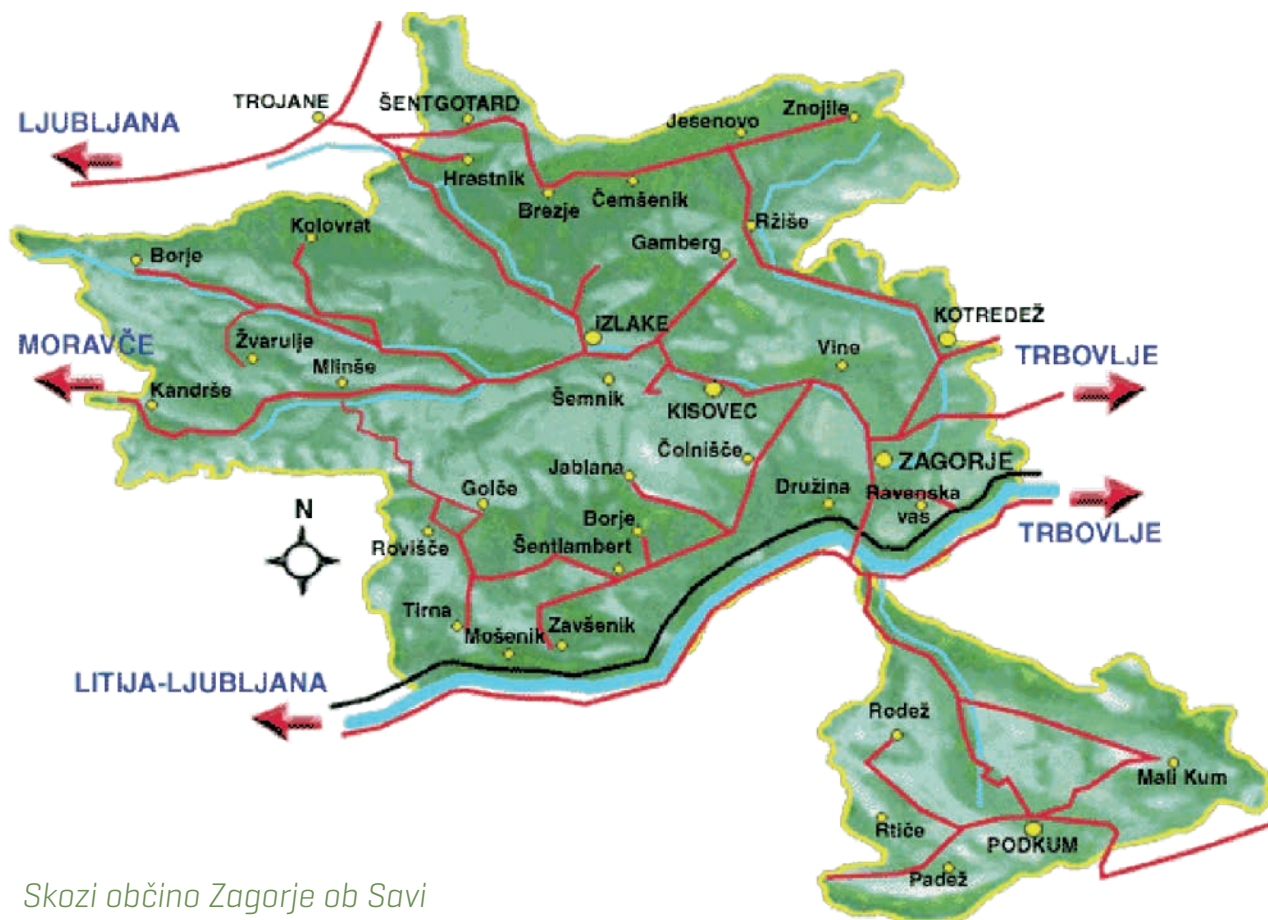 TROJANE
ŠENTGOTARD
Znojile
LJUBLJANA
Jesenovo
Hrastnik
Brezje
Čemšenik
Kolovrat
Ržiše
Gamberg
Borje
IZLAKE
KOTREDEŽ
MORAVČE
Žvarulje
Vine
TRBOVLJE
Mlinše
Kandrše
Šemnik
KISOVEC
Čolnišče
ZAGORJE
Jablana
Golče
Družina
Ravenska
vas
N
Borje
TRBOVLJE
Rovišče
Šentlambert
Tirna
Mošenik
Zavšenik
LITIJA-LJUBLJANA
Rodež
Mali Kum
Rtiče
PODKUM
Padež
Skozi občino Zagorje ob Savi